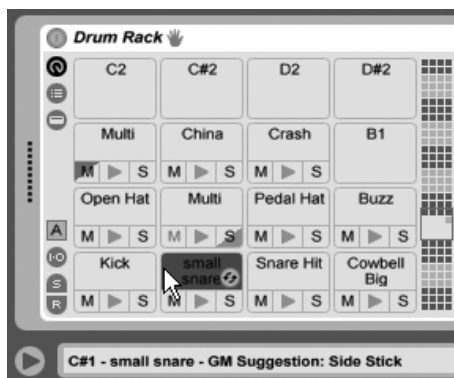 Drum Rack
C2 C#2 D2 D#2
Multi China Crash B1
M S M S M S
Open Hat Multi Pedal Hat Buzz
A
M S M S M S M S
I·O
Kick small snare Snare Hit Cowbell Big
S
M S M S M S M S
R
C#1 - small snare - GM Suggestion: Side Stick